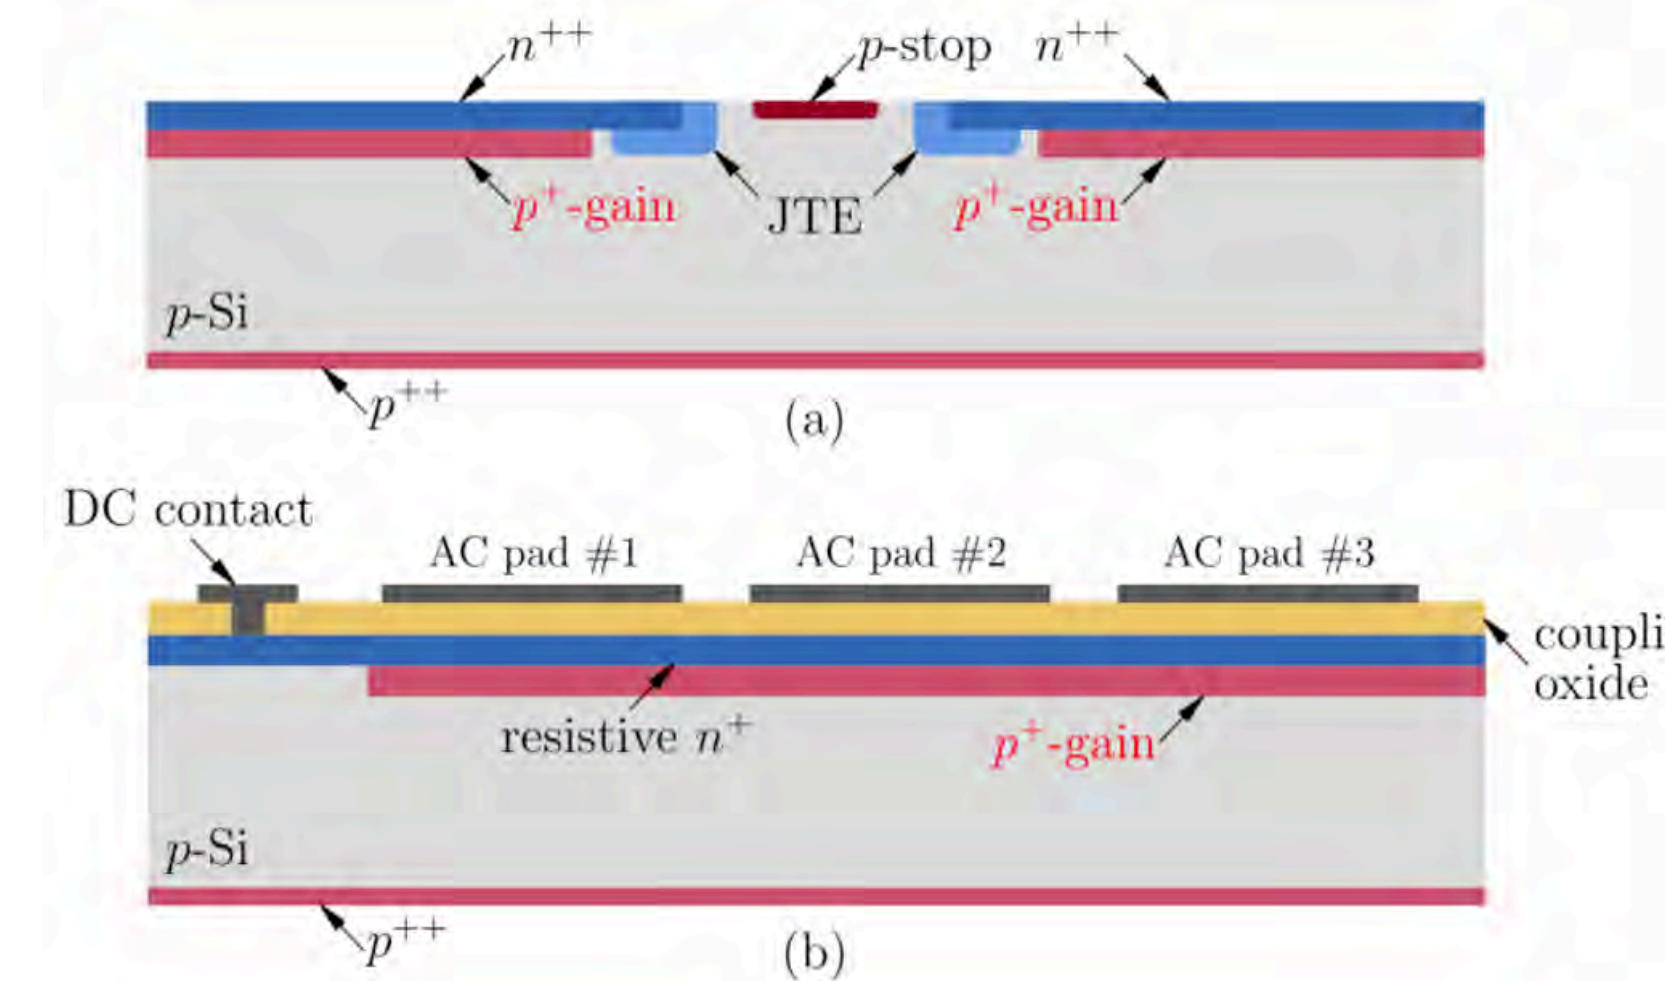 n⁺⁺
p-stop
n⁺⁺
p⁺-gain
JTE
p⁺-gain
p-Si
p⁺⁺
(a)
DC contact
AC pad #1
AC pad #2
AC pad #3
coupli
oxide
resistive n⁺
p⁺-gain
p-Si
p⁺⁺
(b)